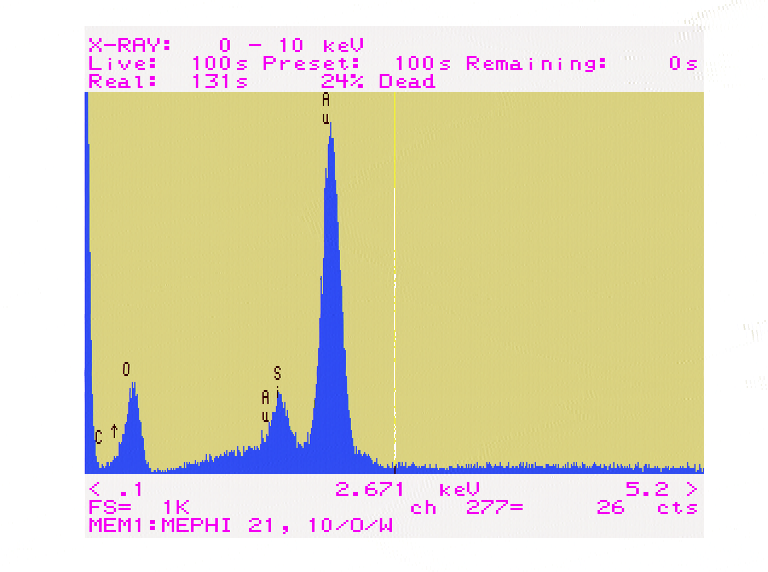 X-RAY: 0 - 10 keV
Live: 100s Preset: 100s Remaining: 0s
Real: 131s 24% Dead
Au
O
Si
Au
C ↑
< .1 2.671 keV 5.2 >
FS= 1K ch 277= 26 cts
MEM1:MEPHI 21, 10/O/W